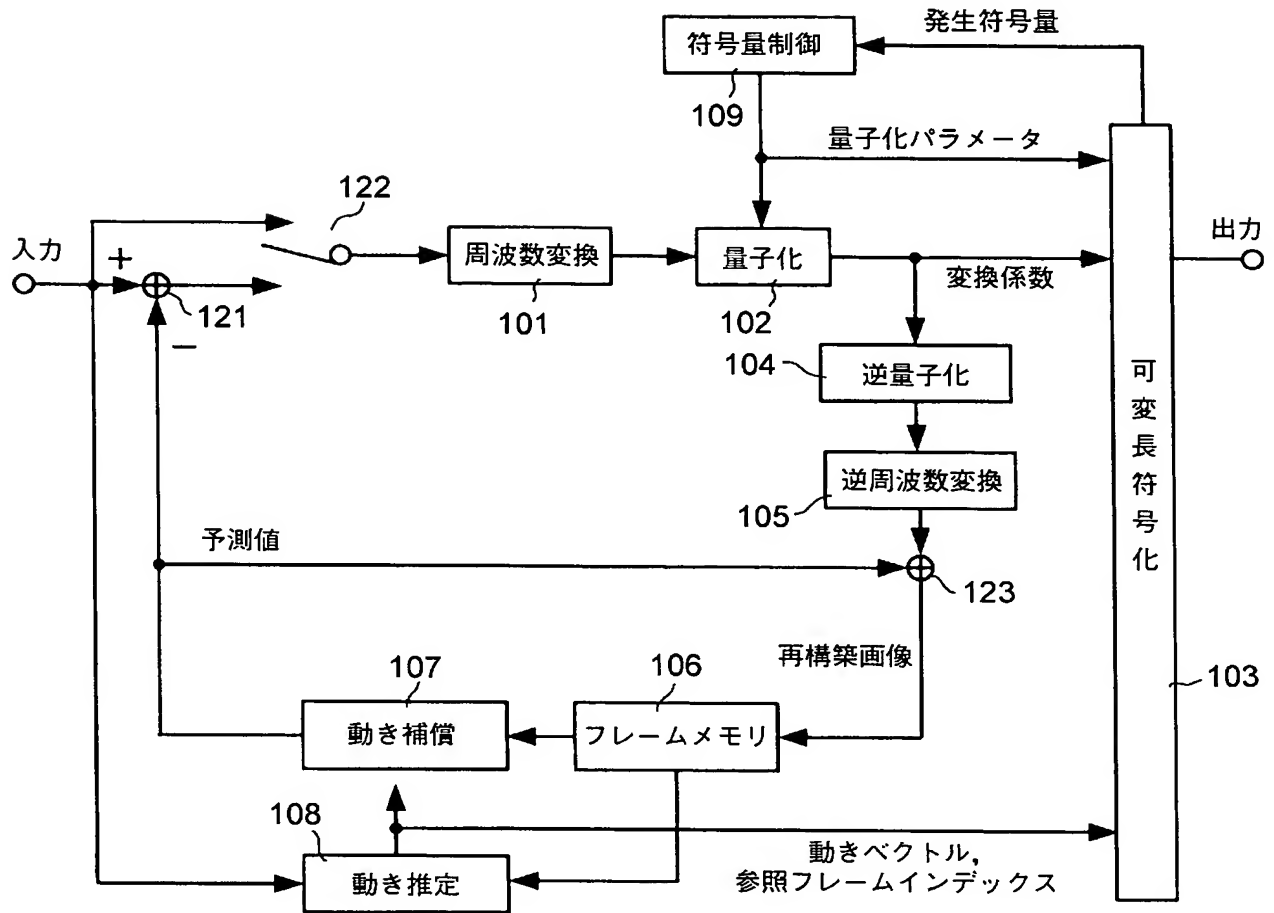 発生符号量
符号量制御
109
量子化パラメータ
122
入力
+
121
−
周波数変換
101
量子化
102
変換係数
出力
104
逆量子化
105
逆周波数変換
可変長符号化
103
予測値
123
再構築画像
107
動き補償
106
フレームメモリ
108
動き推定
動きベクトル,
参照フレームインデックス